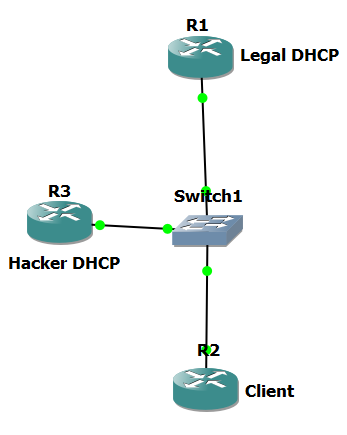 R1
Legal DHCP
Switch1
R3
Hacker DHCP
R2
Client